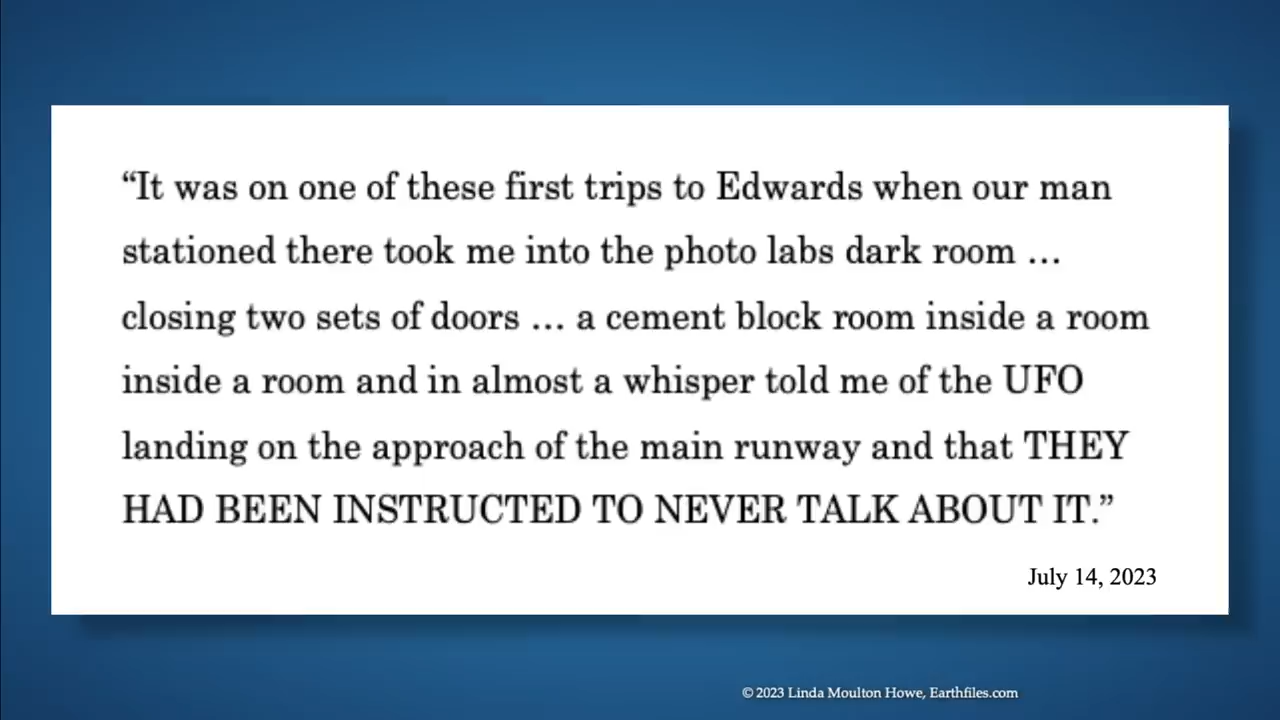 “It was on one of these first trips to Edwards when our man
stationed there took me into the photo labs dark room ...
closing two sets of doors ... a cement block room inside a room
inside a room and in almost a whisper told me of the UFO
landing on the approach of the main runway and that THEY
HAD BEEN INSTRUCTED TO NEVER TALK ABOUT IT.”
July 14, 2023
© 2023 Linda Moulton Howe, Earthfiles.com